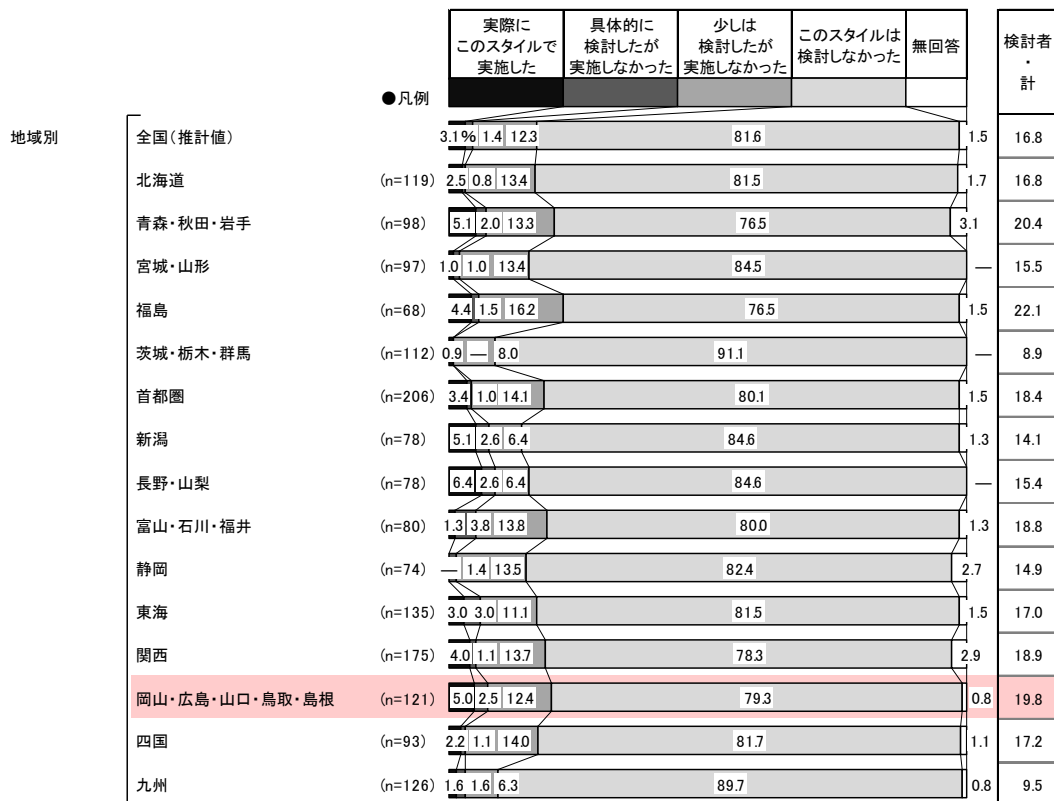 実際に
このスタイルで
実施した
具体的に
検討したが
実施しなかった
少しは
検討したが
実施しなかった
このスタイルは
検討しなかった
無回答
検討者
・
計
●凡例
地域別
全国(推計値) 3.1% 1.4 12.3 81.6 1.5 16.8
北海道 (n=119) 2.5 0.8 13.4 81.5 1.7 16.8
青森・秋田・岩手 (n=98) 5.1 2.0 13.3 76.5 3.1 20.4
宮城・山形 (n=97) 1.0 1.0 13.4 84.5 — 15.5
福島 (n=68) 4.4 1.5 16.2 76.5 1.5 22.1
茨城・栃木・群馬 (n=112) 0.9 — 8.0 91.1 — 8.9
首都圏 (n=206) 3.4 1.0 14.1 80.1 1.5 18.4
新潟 (n=78) 5.1 2.6 6.4 84.6 1.3 14.1
長野・山梨 (n=78) 6.4 2.6 6.4 84.6 — 15.4
富山・石川・福井 (n=80) 1.3 3.8 13.8 80.0 1.3 18.8
静岡 (n=74) — 1.4 13.5 82.4 2.7 14.9
東海 (n=135) 3.0 3.0 11.1 81.5 1.5 17.0
関西 (n=175) 4.0 1.1 13.7 78.3 2.9 18.9
岡山・広島・山口・鳥取・島根 (n=121) 5.0 2.5 12.4 79.3 0.8 19.8
四国 (n=93) 2.2 1.1 14.0 81.7 1.1 17.2
九州 (n=126) 1.6 1.6 6.3 89.7 0.8 9.5